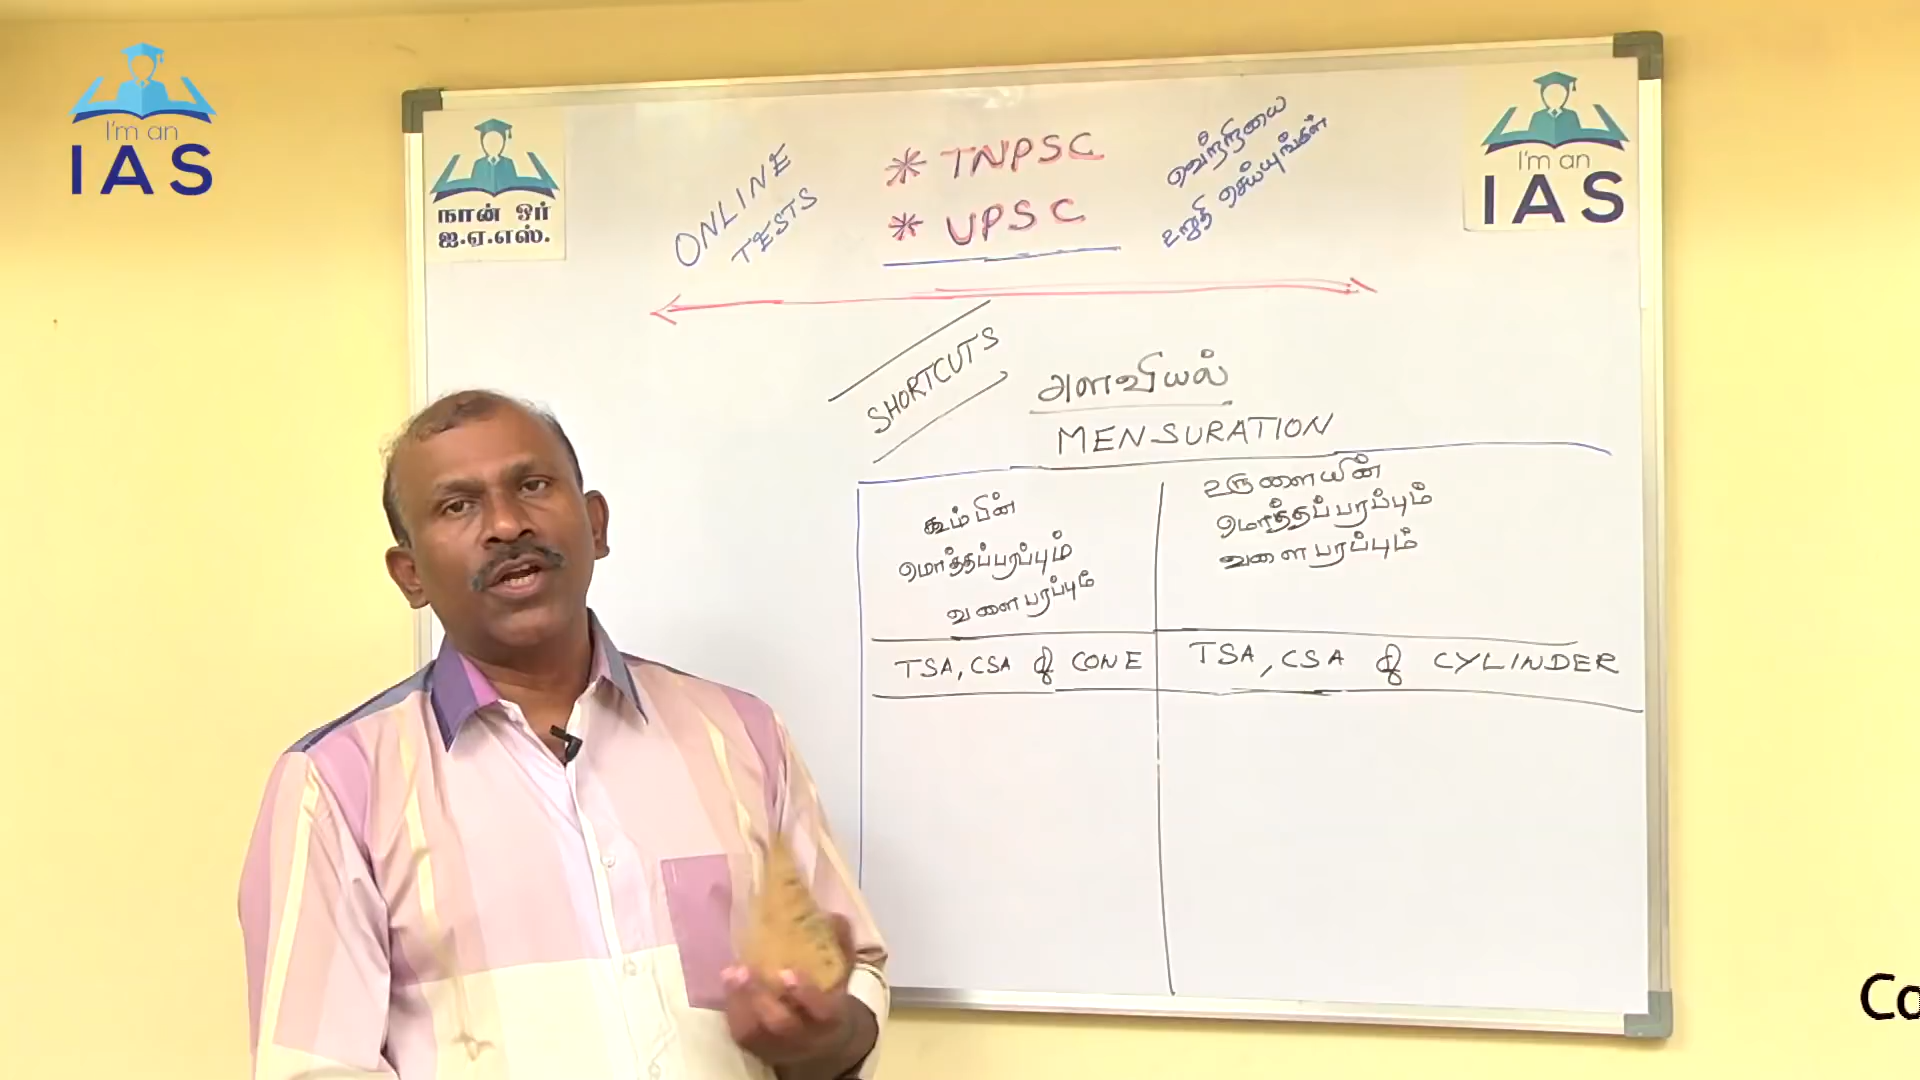 I'm an
IAS
நான் ஓர்
ஐ.ஏ.எஸ்.
ONLINE
TESTS
* TNPSC
* UPSC
வெற்றியை
உறுதி செய்யுங்கள்
I'm an
IAS
SHORTCUTS
அளவியல்
MENSURATION
கூம்பின்
மொத்தப்பரப்பும்
வளைபரப்பும்
உருளையின்
மொத்தப்பரப்பும்
வளைபரப்பும்
TSA, CSA of CONE
TSA, CSA of CYLINDER